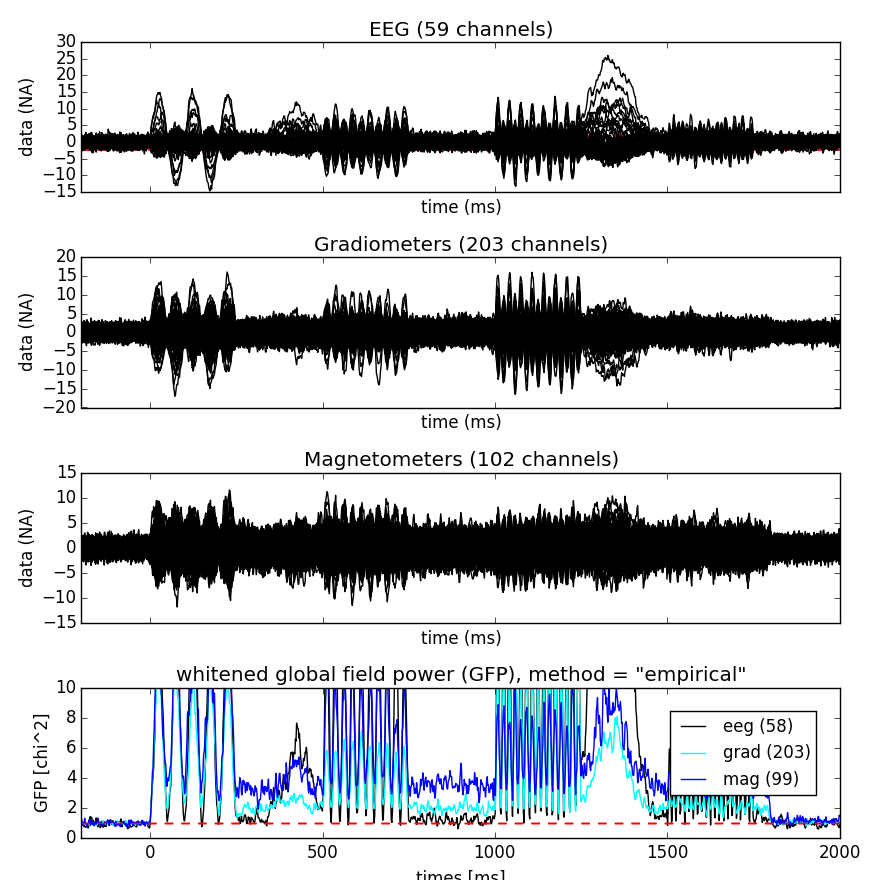 EEG (59 channels)
30
25
20
15
10
5
0
−5
−10
−15
data (NA)
time (ms)
Gradiometers (203 channels)
20
15
10
5
0
−5
−10
−15
−20
data (NA)
time (ms)
Magnetometers (102 channels)
15
10
5
0
−5
−10
−15
data (NA)
time (ms)
whitened global field power (GFP), method = "empirical"
10
8
6
4
2
0
GFP [chi^2]
eeg (58)
grad (203)
mag (99)
0 500 1000 1500 2000
times [ms]